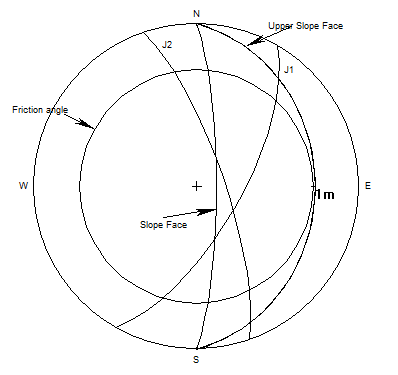 N
Upper Slope Face
J2
J1
Friction angle
W
E
1m
Slope Face
S